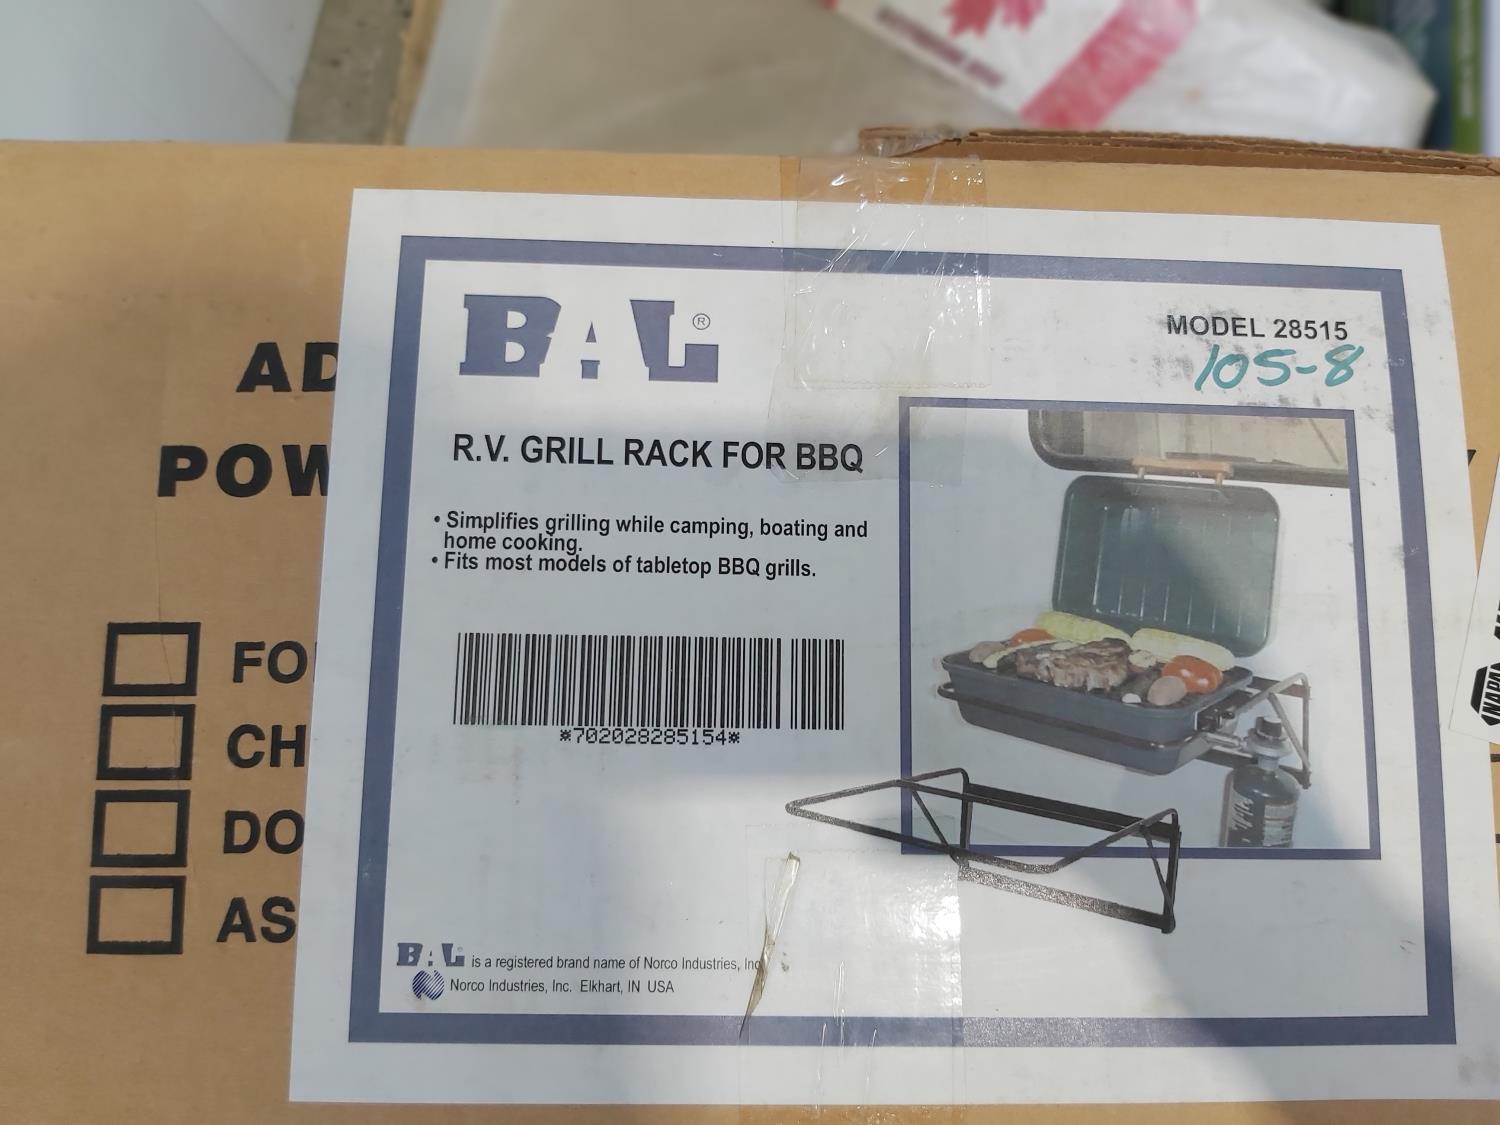 BAL®
MODEL 28515
105-8
R.V. GRILL RACK FOR BBQ
• Simplifies grilling while camping, boating and
home cooking.
• Fits most models of tabletop BBQ grills.
*702028285154*
BAL is a registered brand name of Norco Industries, Inc
Norco Industries, Inc. Elkhart, IN USA
AD
POW
FO
CH
DO
AS
NAPA